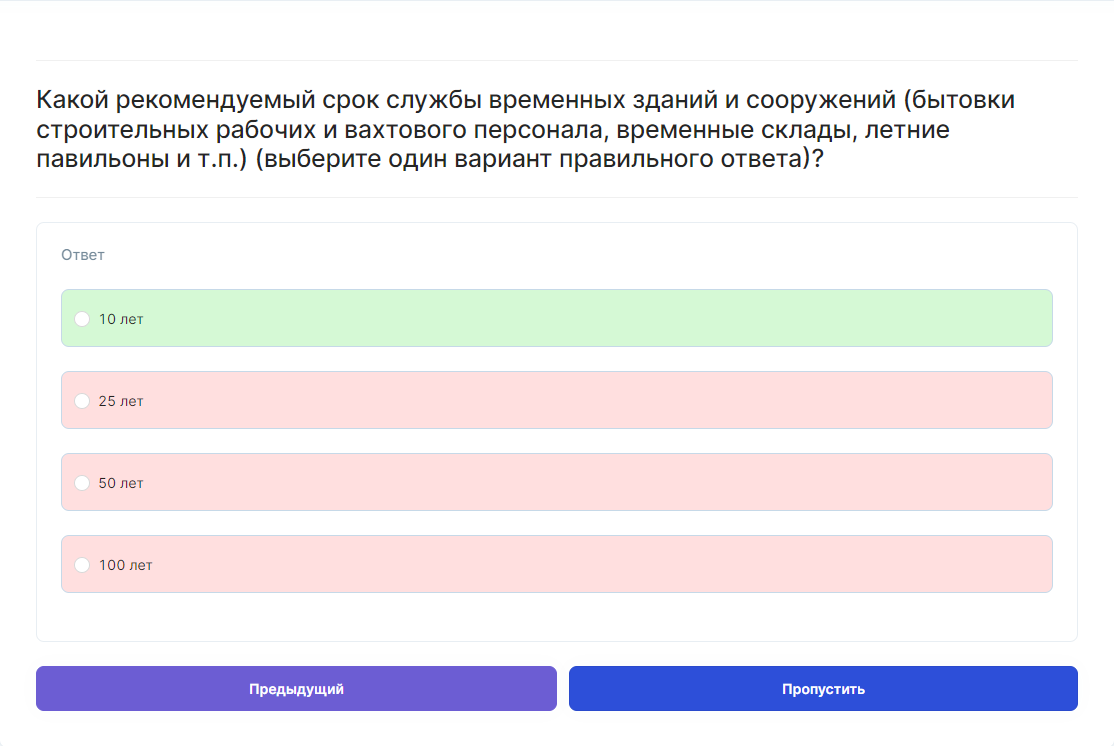 Какой рекомендуемый срок службы временных зданий и сооружений (бытовки
строительных рабочих и вахтового персонала, временные склады, летние
павильоны и т.п.) (выберите один вариант правильного ответа)?
Ответ
10 лет
25 лет
50 лет
100 лет
Предыдущий
Пропустить